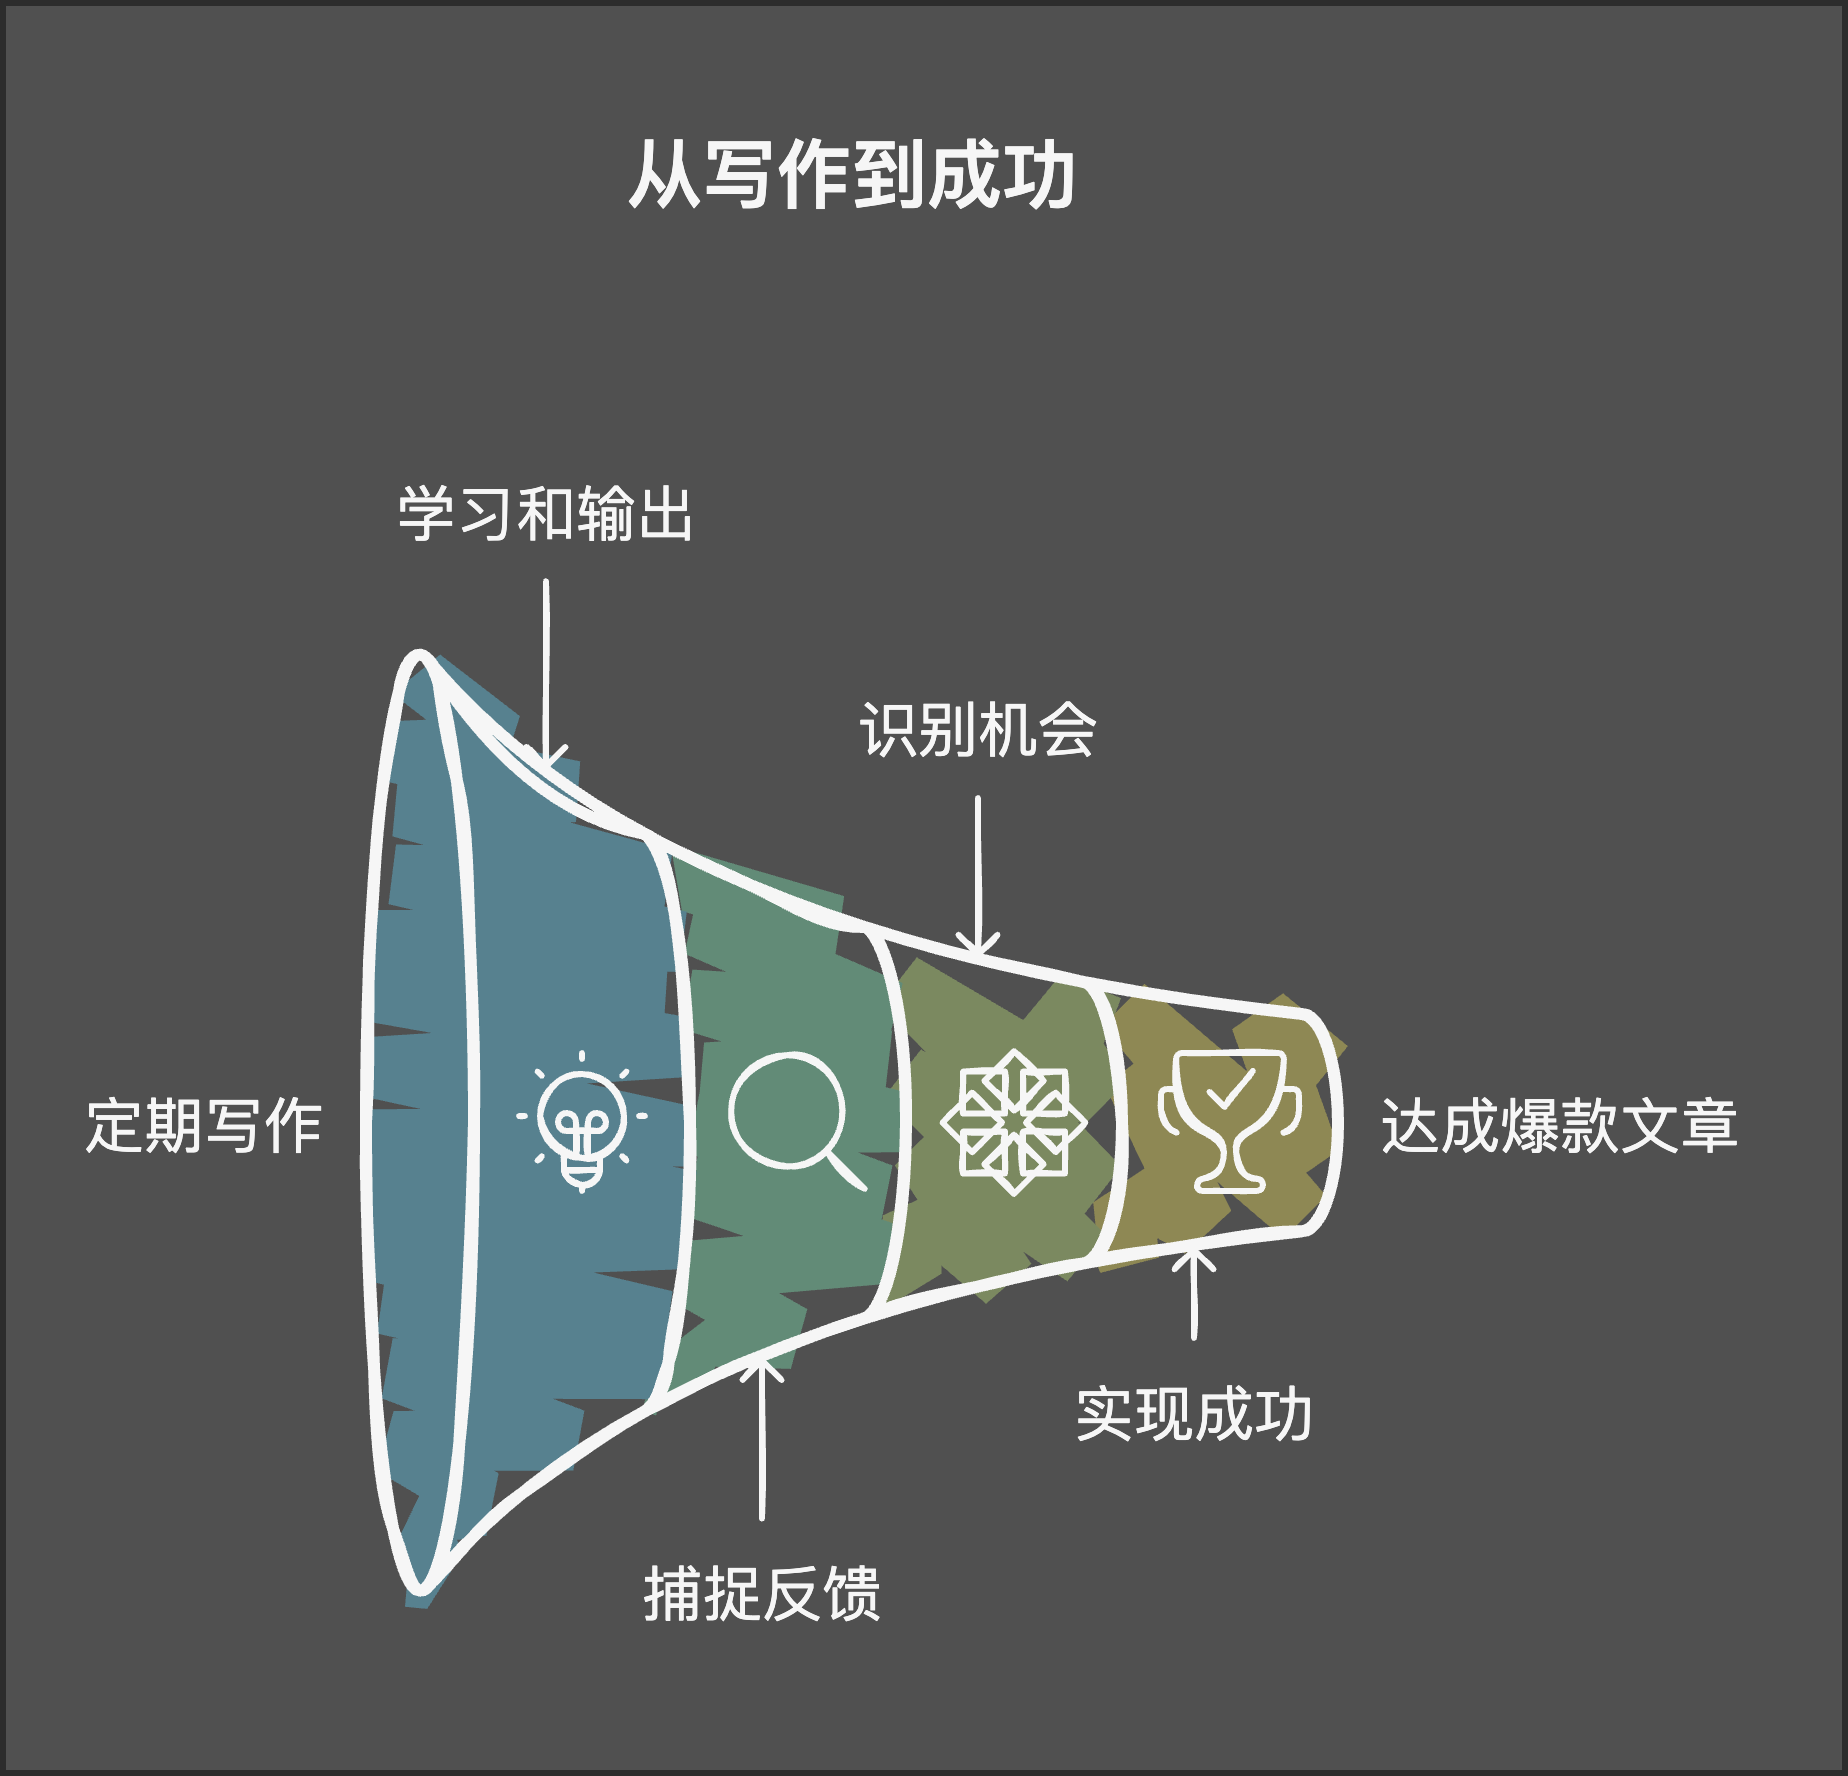 从写作到成功
学习和输出
识别机会
定期写作
达成爆款文章
实现成功
捕捉反馈